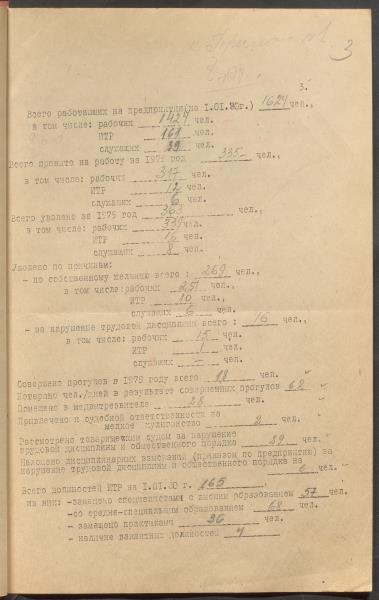 3
3.
Всего работающих на предприятии(на I.01.80г.) 1624 чел.,
в том числе: рабочих 1424 чел.
ИТР 161 чел.
служащих 39 чел.
Всего принято на работу за 1979 год 335 чел.,
в том числе: рабочих 317 чел.
ИТР 12 чел.
служащих 6 чел.
Всего уволено за 1979 год 363 чел.,
в том числе: рабочих 339 чел.
ИТР 16 чел.
служащих 8 чел.
Уволено по причинам:
- по собственному желанию всего : 269 чел.,
в том числе:рабочих 251 чел.
ИТР 10 чел.
служащих 6 чел.
- за нарушение трудовой дисциплины всего : 16 чел.,
в том числе: рабочих 15 чел.
ИТР 1 чел.
служащих — чел.
Совершено прогулов в 1979 году всего 18 чел.
Потеряно чел./дней в результате совершенных прогулов 62
Помещено в медвытрезвителе 28 чел.
Привлечено к судебной ответственности за
мелкое хулиганство 2 чел.
Рассмотрено товарищеским судом за нарушение
трудовой дисциплины и общественного порядка 29 чел.
Наложено дисциплинарных взысканий (приказом по предприятию) за
нарушение трудовой дисциплины и общественного порядка на
6 чел.
Всего должностей ИТР на I.01.80 г. 165
из них: -замещено специалистами с высшим образованием 57 чел.
-со средне-специальным образованием 68 чел.
- замещено практиками 36 чел.
- наличие вакантных должностей 4